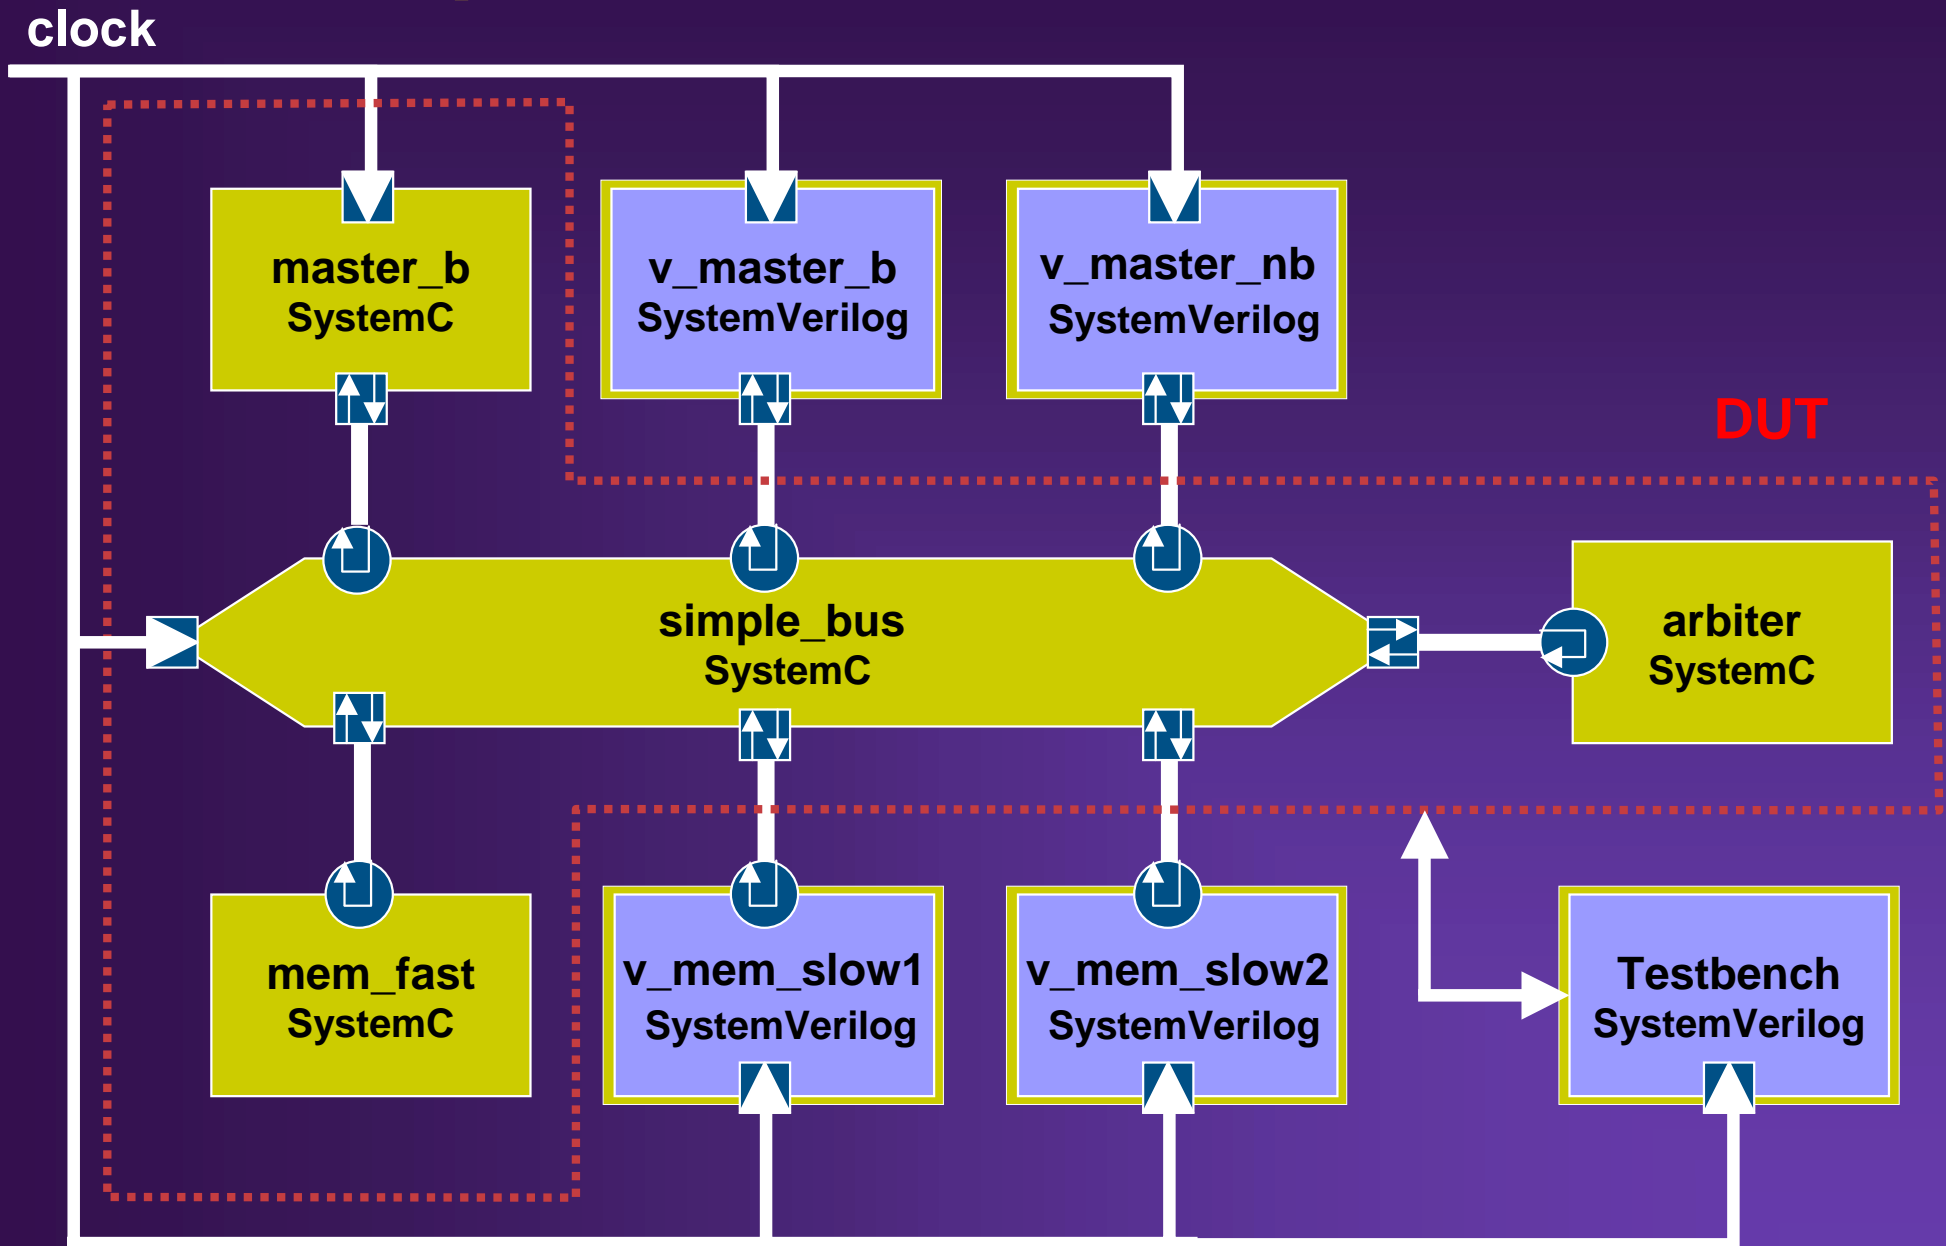 clock
master_b
SystemC
v_master_b
SystemVerilog
v_master_nb
SystemVerilog
DUT
simple_bus
SystemC
arbiter
SystemC
mem_fast
SystemC
v_mem_slow1
SystemVerilog
v_mem_slow2
SystemVerilog
Testbench
SystemVerilog